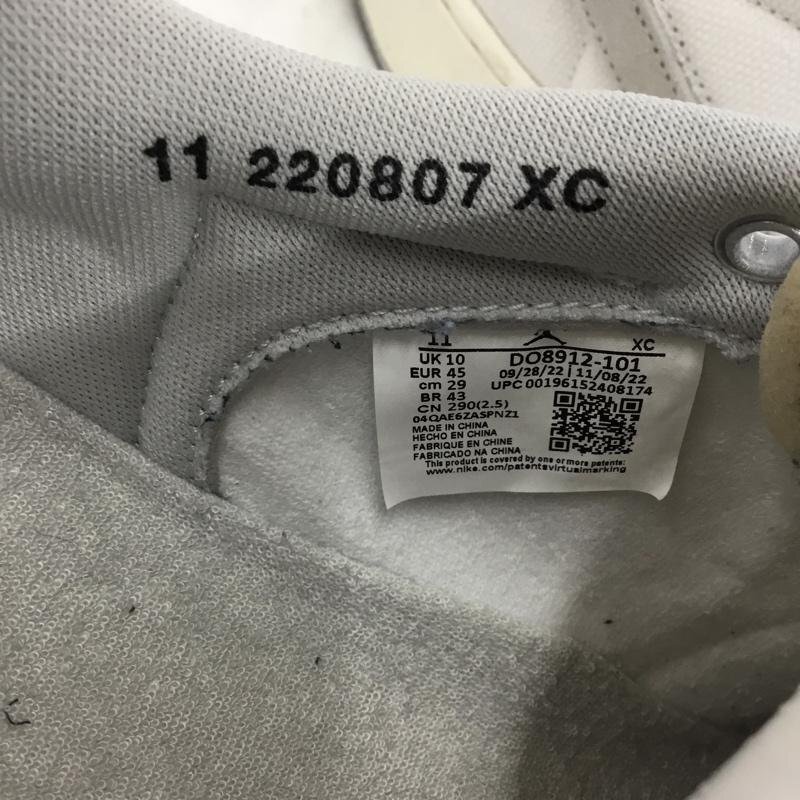 11 220807 XC
11 XC
UK 10 DO8912-101
EUR 45 09/28/22 | 11/08/22
cm 29 UPC 00196152408174
BR 43
CN 290(2.5)
04QAE6ZASPNZ1
MADE IN CHINA
HECHO EN CHINA
FABRIQUE EN CHINE
FABRICADO NA CHINA
This product is covered by one or more patents:
www.nike.com/patentsvirtualmarking